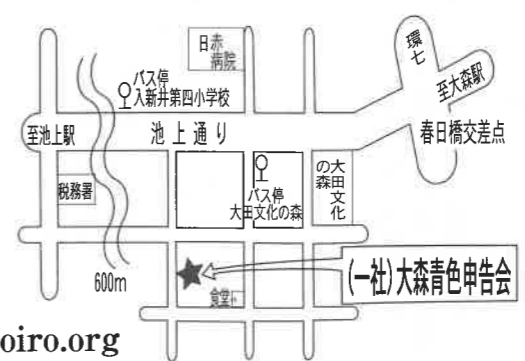 日赤
病院
環七
バス停
入新井第四小学校
至大森駅
至池上駅
池上通り
春日橋交差点
税務署
バス停
大田文化の森
大田文化
の森
600m
(一社)大森青色申告会
食堂
oiro.org